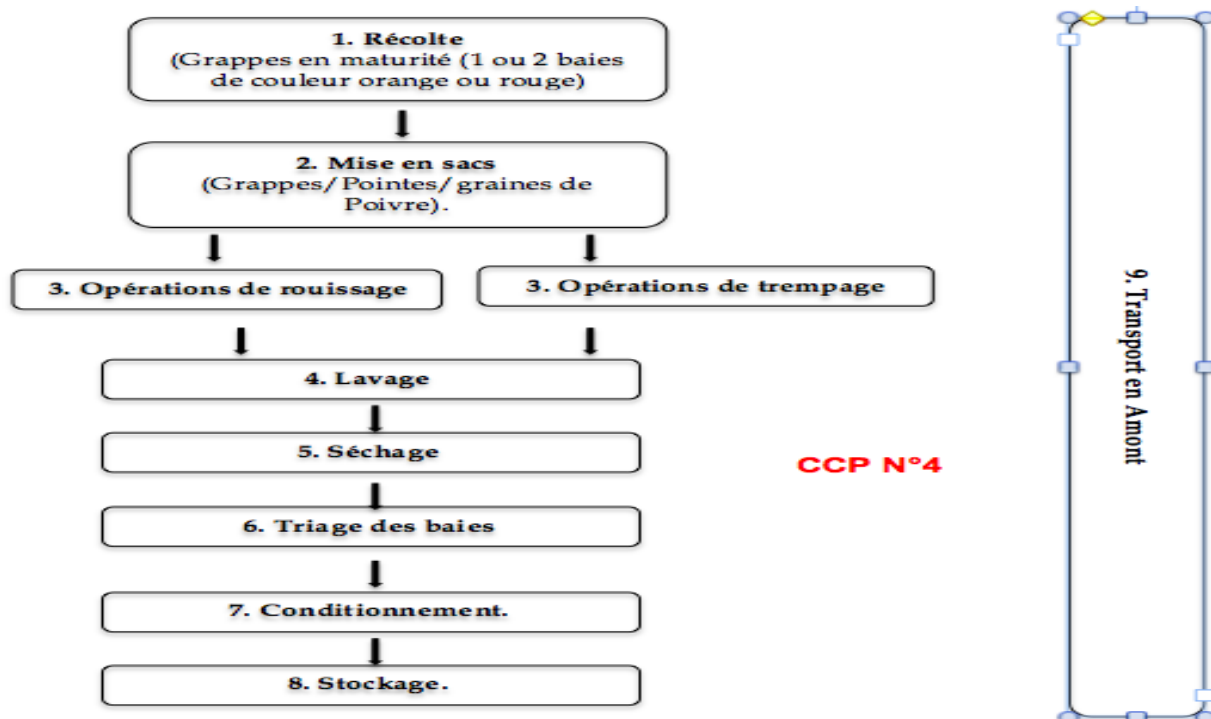 1. Récolte
(Grappes en maturité (1 ou 2 baies
de couleur orange ou rouge)
2. Mise en sacs
(Grappes/Pointes/graines de
Poivre).
3. Opérations de rouissage
3. Opérations de trempage
4. Lavage
5. Séchage
CCP N°4
6. Triage des baies
7. Conditionnement.
8. Stockage.
9. Transport en Amont